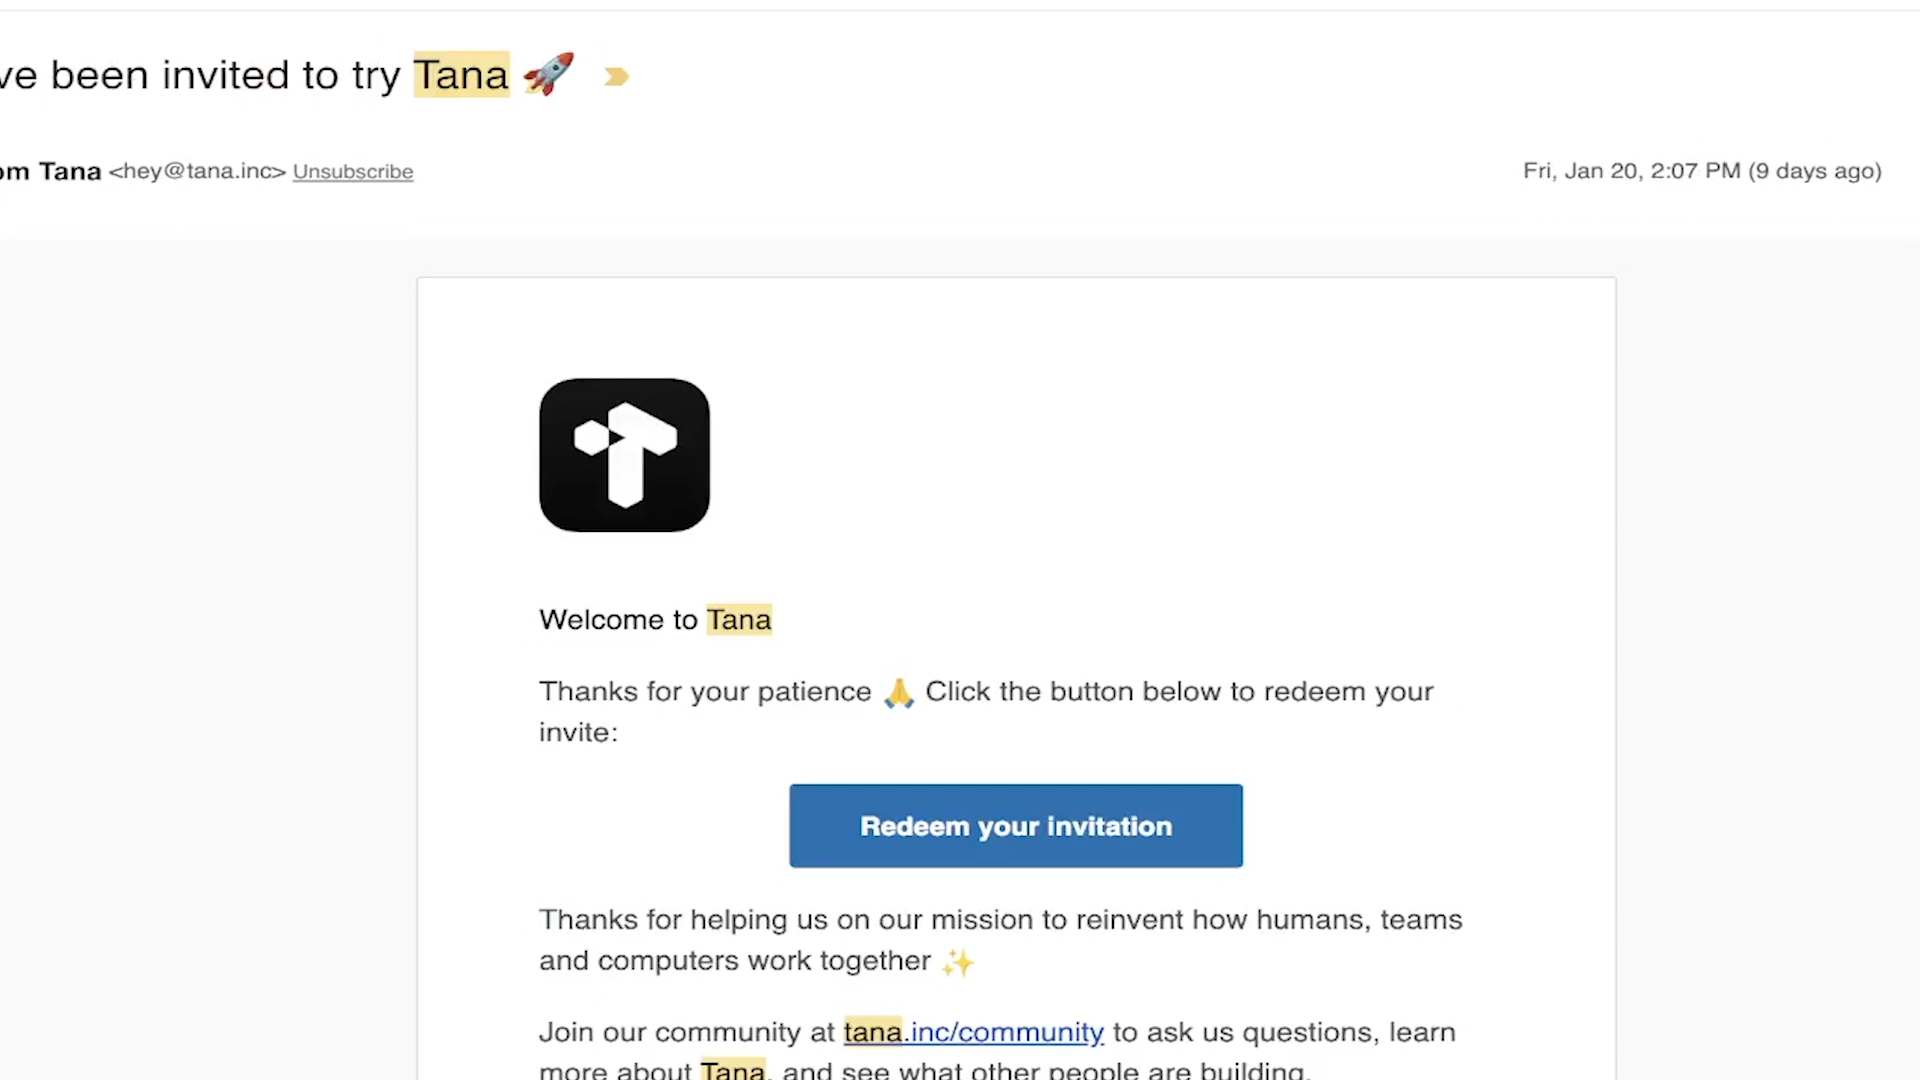 ve been invited to try Tana 🚀
om Tana <hey@tana.inc> Unsubscribe
Fri, Jan 20, 2:07 PM (9 days ago)
Welcome to Tana
Thanks for your patience 🙏 Click the button below to redeem your
invite:
Redeem your invitation
Thanks for helping us on our mission to reinvent how humans, teams
and computers work together ✨
Join our community at tana.inc/community to ask us questions, learn
more about Tana, and see what other people are building.